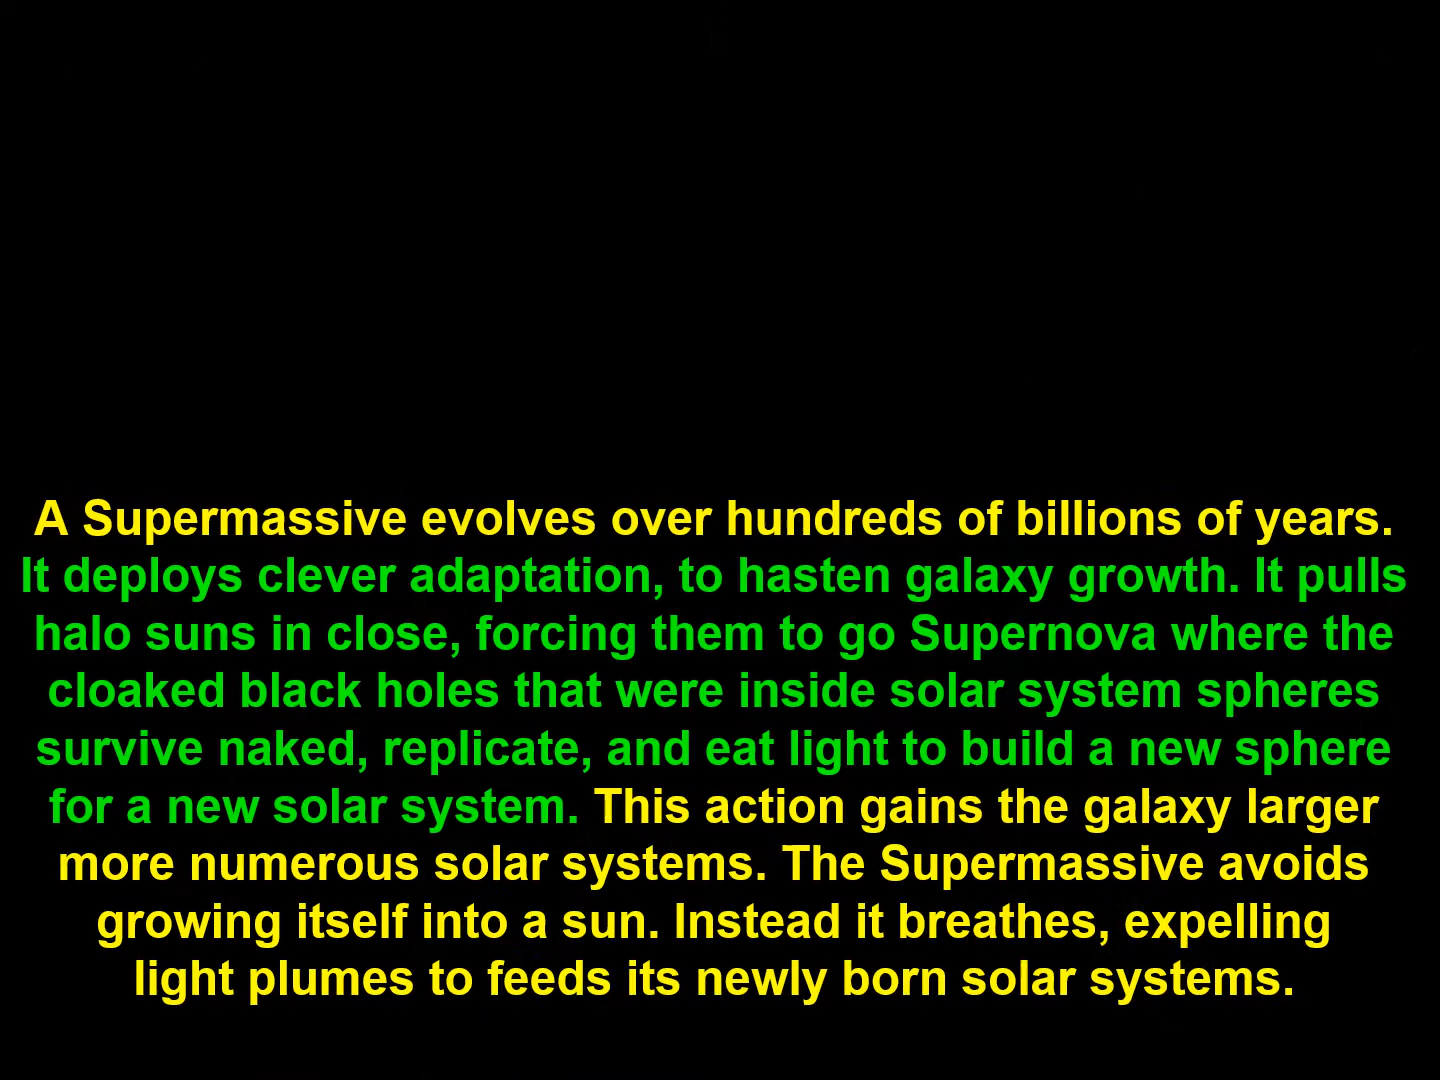 A Supermassive evolves over hundreds of billions of years.
It deploys clever adaptation, to hasten galaxy growth. It pulls
halo suns in close, forcing them to go Supernova where the
cloaked black holes that were inside solar system spheres
survive naked, replicate, and eat light to build a new sphere
for a new solar system. This action gains the galaxy larger
more numerous solar systems. The Supermassive avoids
growing itself into a sun. Instead it breathes, expelling
light plumes to feeds its newly born solar systems.